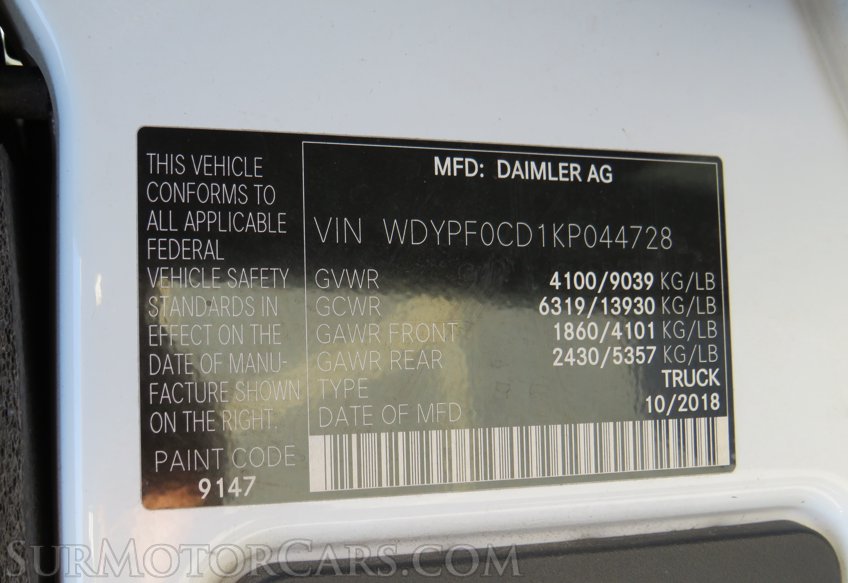 THIS VEHICLE
CONFORMS TO
ALL APPLICABLE
FEDERAL
VEHICLE SAFETY
STANDARDS IN
EFFECT ON THE
DATE OF MANU-
FACTURE SHOWN
ON THE RIGHT.
PAINT CODE
9147
MFD: DAIMLER AG
VIN WDYPF0CD1KP044728
GVWR 4100/9039 KG/LB
GCWR 6319/13930 KG/LB
GAWR FRONT 1860/4101 KG/LB
GAWR REAR 2430/5357 KG/LB
TYPE TRUCK
DATE OF MFD 10/2018
SURMOTORCARS.COM